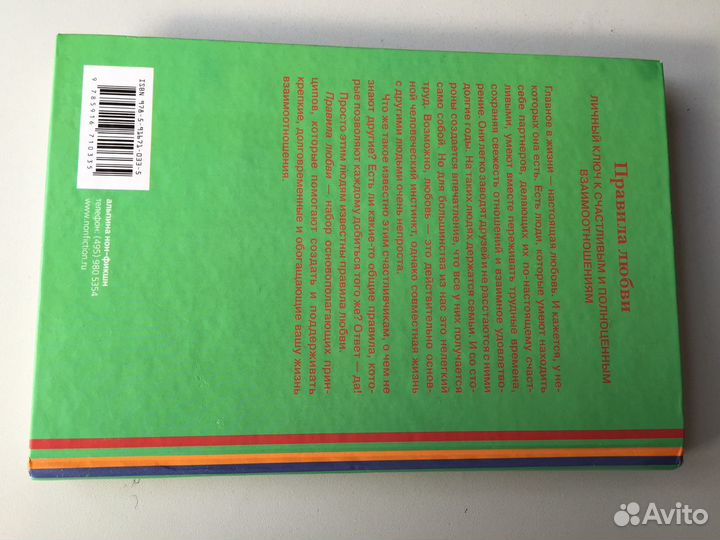 Правила любви
ЛИЧНЫЙ КЛЮЧ К СЧАСТЛИВЫМ И ПОЛНОЦЕННЫМ
ВЗАИМООТНОШЕНИЯМ
Главное в жизни — настоящая любовь. И кажется, у не-
которых она есть. Есть люди, которые умеют находить
себе партнеров, делающих их по-настоящему счаст-
ливыми, умеют вместе переживать трудные времена,
сохраняя свежесть отношений и взаимное удовлетво-
рение. Они легко заводят друзей и не расстаются с ними
долгие годы. На таких людях держатся семьи. И со сто-
роны создается впечатление, что все у них получается
само собой. Но для большинства из нас это нелегкий
труд. Возможно, любовь — это действительно основ-
ной человеческий инстинкт, однако совместная жизнь
с другими людьми очень непроста.
Что же такое известно этим счастливчикам, о чем не
знают другие? Есть ли какие-то общие правила, кото-
рые позволяют каждому добиться того же? Ответ — да!
Просто этим людям известны правила любви.
Правила любви — набор основополагающих прин-
ципов, которые помогают создать и поддерживать
крепкие, долговременные и обогащающие вашу жизнь
взаимоотношения.
ISBN 978-5-91671-033-5
9 785916 710335
альпина нон-фикшн
телефон: (495) 980 5354
www.nonfiction.ru
Avito